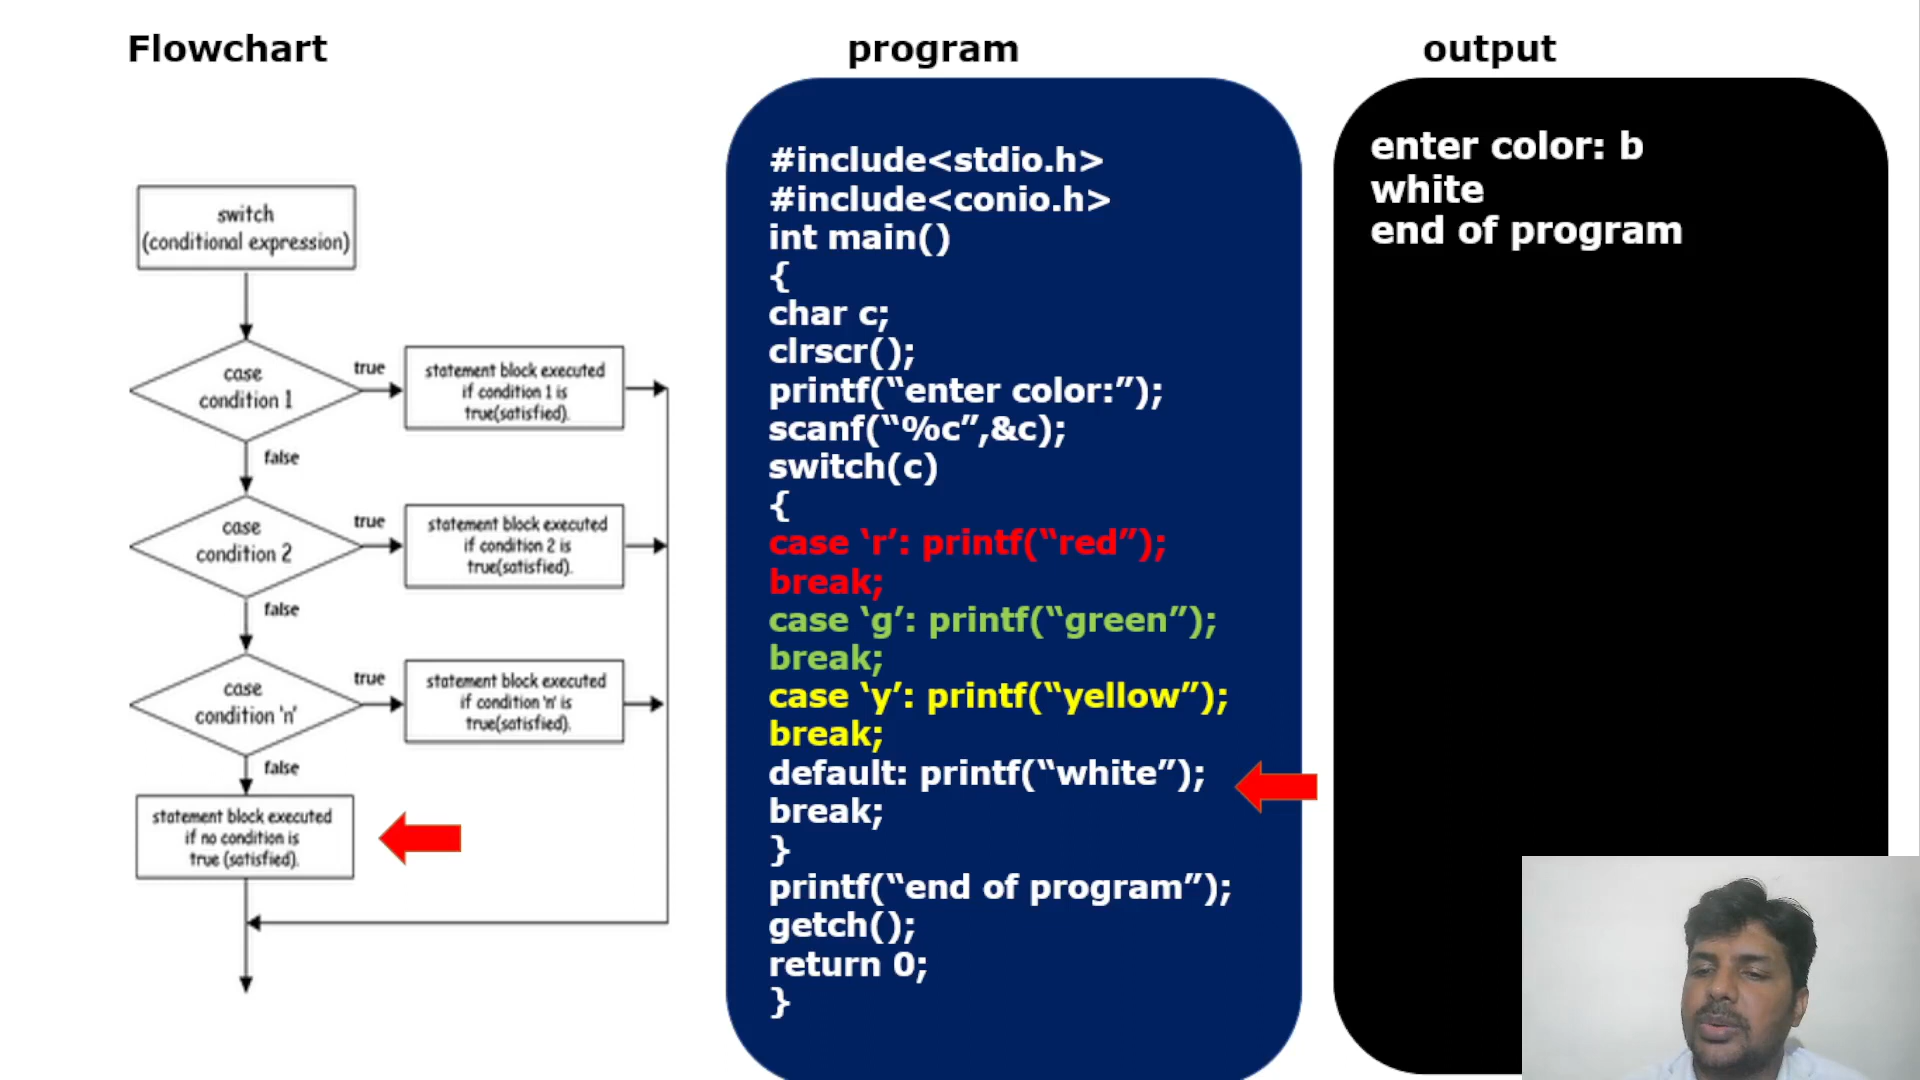 Flowchart
switch
(conditional expression)
case
condition 1
true
statement block executed
if condition 1 is
true(satisfied).
false
case
condition 2
true
statement block executed
if condition 2 is
true(satisfied).
false
case
condition 'n'
true
statement block executed
if condition 'n' is
true(satisfied).
false
statement block executed
if no condition is
true (satisfied).
program
#include<stdio.h>
#include<conio.h>
int main()
{
char c;
clrscr();
printf(“enter color:”);
scanf(“%c”,&c);
switch(c)
{
case ‘r’: printf(“red”);
break;
case ‘g’: printf(“green”);
break;
case ‘y’: printf(“yellow”);
break;
default: printf(“white”);
break;
}
printf(“end of program”);
getch();
return 0;
}
output
enter color: b
white
end of program